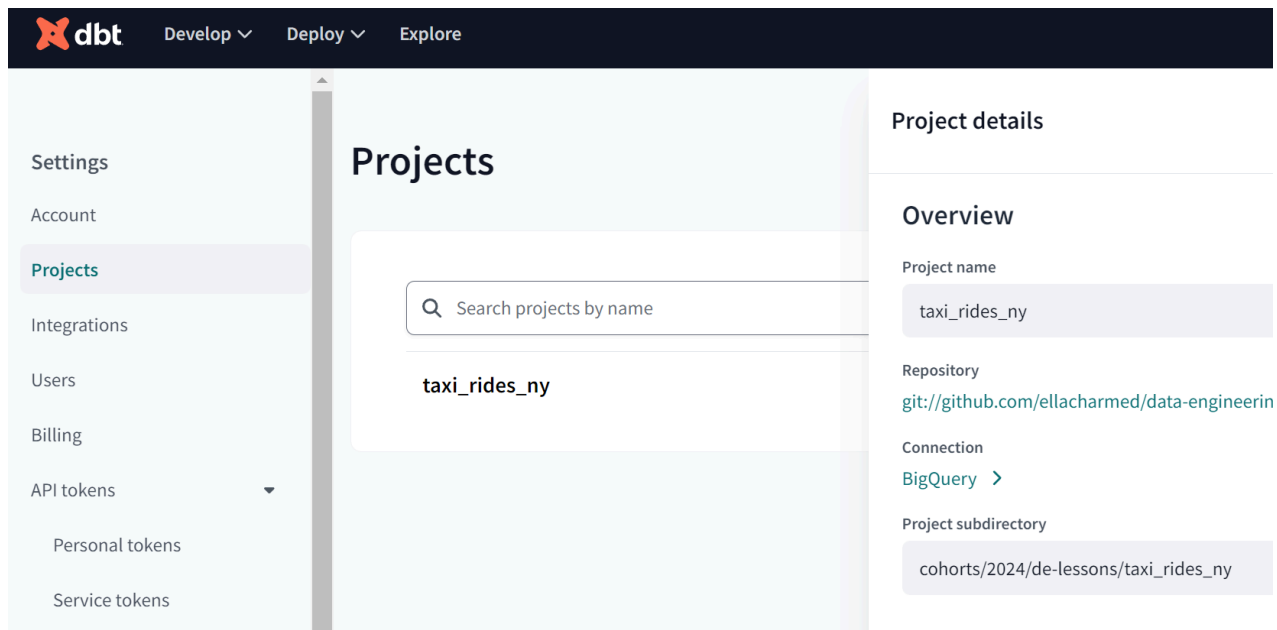 dbt
Develop
Deploy
Explore
Settings
Account
Projects
Integrations
Users
Billing
API tokens
Personal tokens
Service tokens
Projects
Search projects by name
taxi_rides_ny
Project details
Overview
Project name
taxi_rides_ny
Repository
git://github.com/ellacharmed/data-engineerin
Connection
BigQuery
Project subdirectory
cohorts/2024/de-lessons/taxi_rides_ny